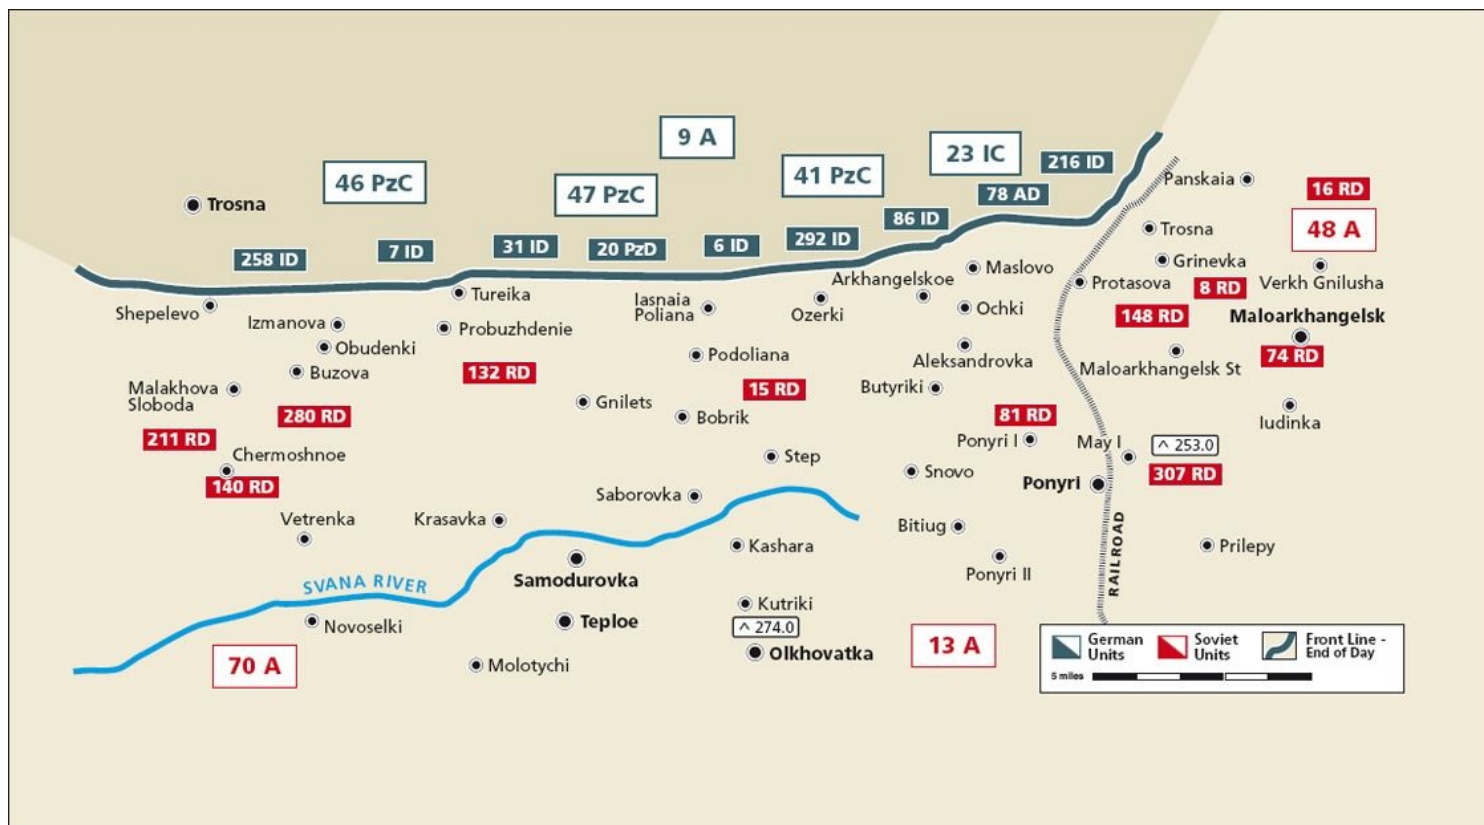 9 A
23 IC
216 ID
46 PzC
47 PzC
41 PzC
78 AD
Panskaia
16 RD
Trosna
86 ID
48 A
258 ID
7 ID
31 ID
20 PzD
6 ID
292 ID
Trosna
Grinevka
Verkh Gnilusha
Maslovo
Arkhangelskoe
Protasova
8 RD
Shepelevo
Tureika
Iasnaia
Poliana
Ozerki
Ochki
148 RD
Maloarkhangelsk
Izmanova
Probuzhdenie
Obudenki
Podoliana
Aleksandrovka
Maloarkhangelsk St
74 RD
Buzova
132 RD
Malakhova
Sloboda
15 RD
Butyriki
Gnilets
280 RD
Bobrik
81 RD
Iudinka
211 RD
Chermoshnoe
Ponyri I
May I
^ 253.0
Step
Snovo
307 RD
140 RD
Ponyri
Saborovka
Vetrenka
Krasavka
Bitiug
Kashara
Prilepy
RAILROAD
Samodurovka
Ponyri II
SVANA RIVER
Kutriki
Novoselki
Teploe
^ 274.0
70 A
Molotychi
Olkhovatka
13 A
German
Units
Soviet
Units
Front Line -
End of Day
5 miles